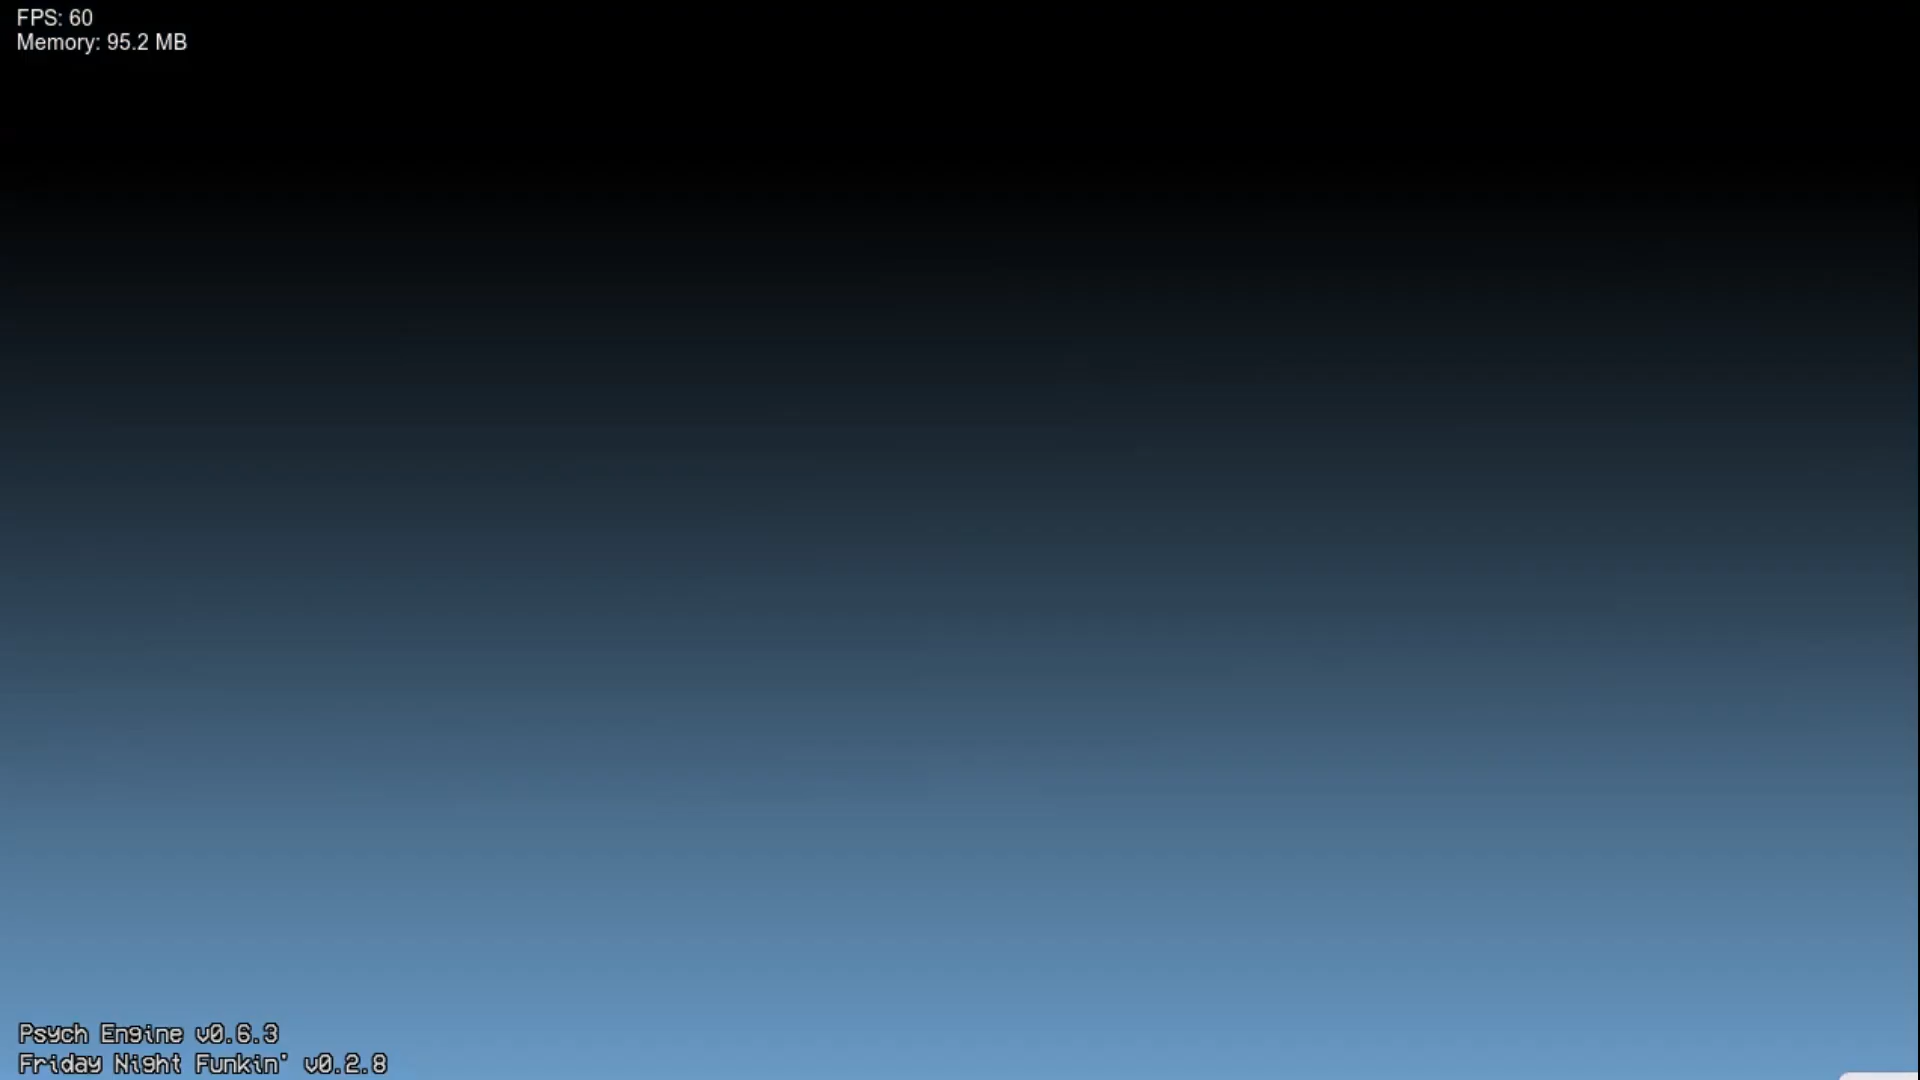 FPS: 60
Memory: 95.2 MB
Psych Engine v0.6.3
Friday Night Funkin' v0.2.8